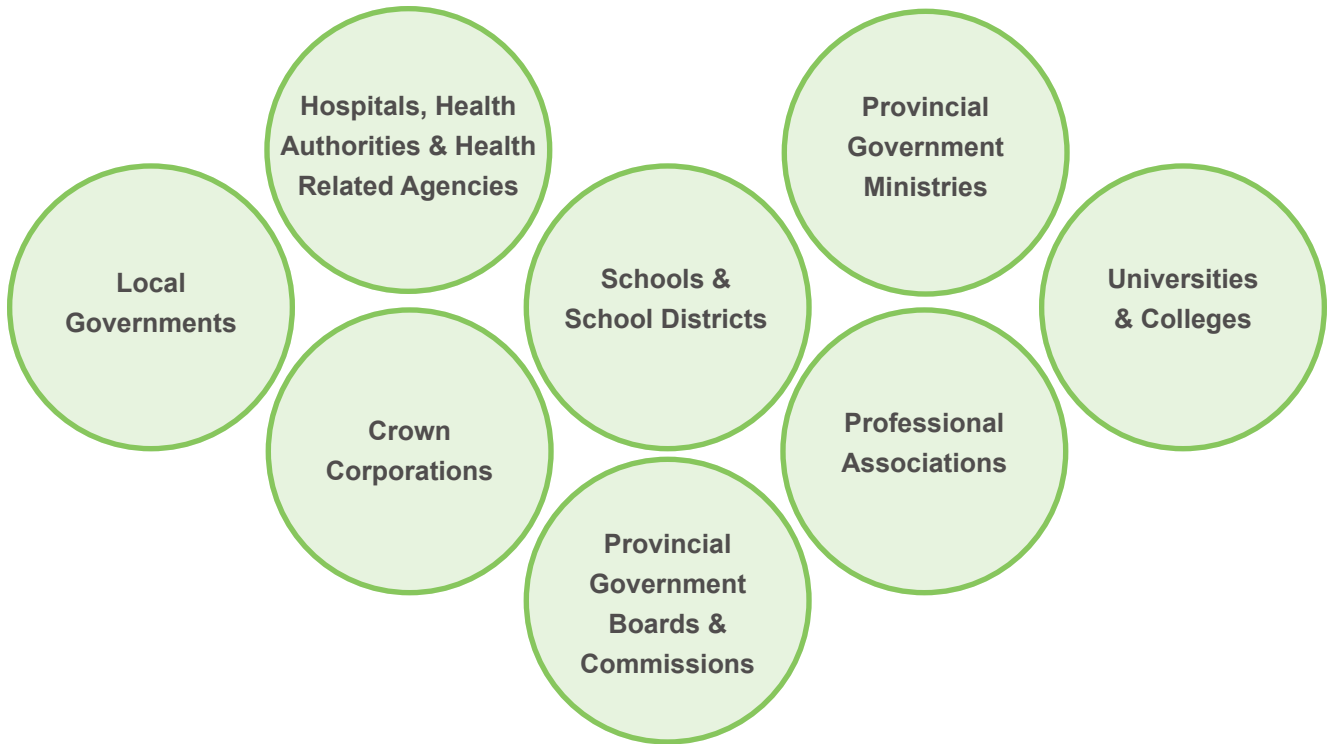 Hospitals, Health
Authorities & Health
Related Agencies
Provincial
Government
Ministries
Local
Governments
Schools &
School Districts
Universities
& Colleges
Crown
Corporations
Professional
Associations
Provincial
Government
Boards &
Commissions